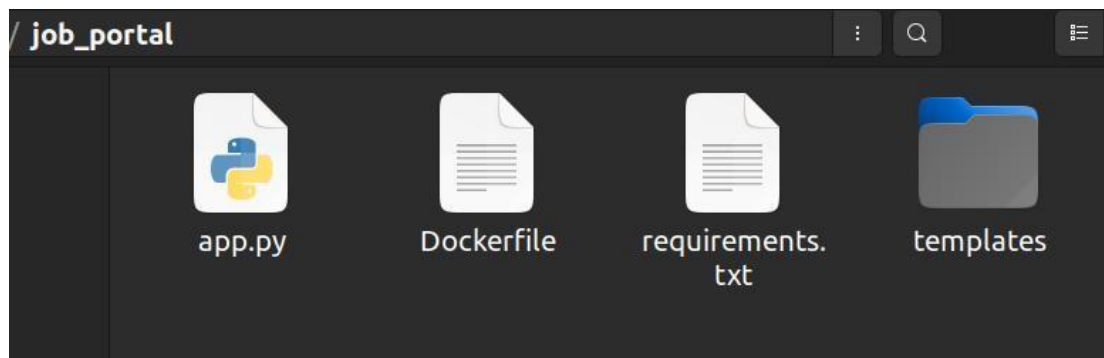 / job_portal
app.py
Dockerfile
requirements.
txt
templates